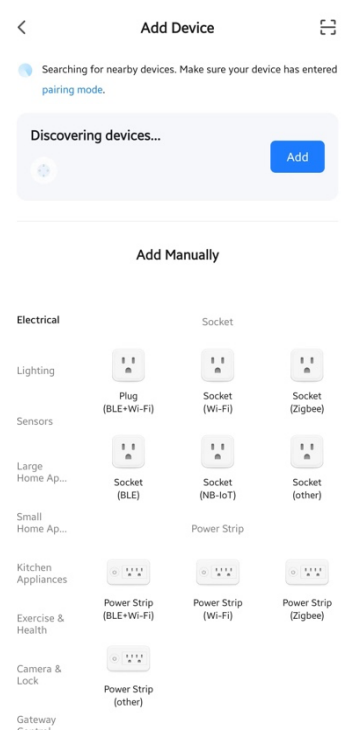 Add Device
Searching for nearby devices. Make sure your device has entered
pairing mode.
Discovering devices...
Add
Add Manually
Electrical
Lighting
Sensors
Large
Home Ap...
Small
Home Ap...
Kitchen
Appliances
Exercise &
Health
Camera &
Lock
Gateway
Socket
Plug
(BLE+Wi-Fi)
Socket
(Wi-Fi)
Socket
(Zigbee)
Socket
(BLE)
Socket
(NB-IoT)
Socket
(other)
Power Strip
Power Strip
(BLE+Wi-Fi)
Power Strip
(Wi-Fi)
Power Strip
(Zigbee)
Power Strip
(other)